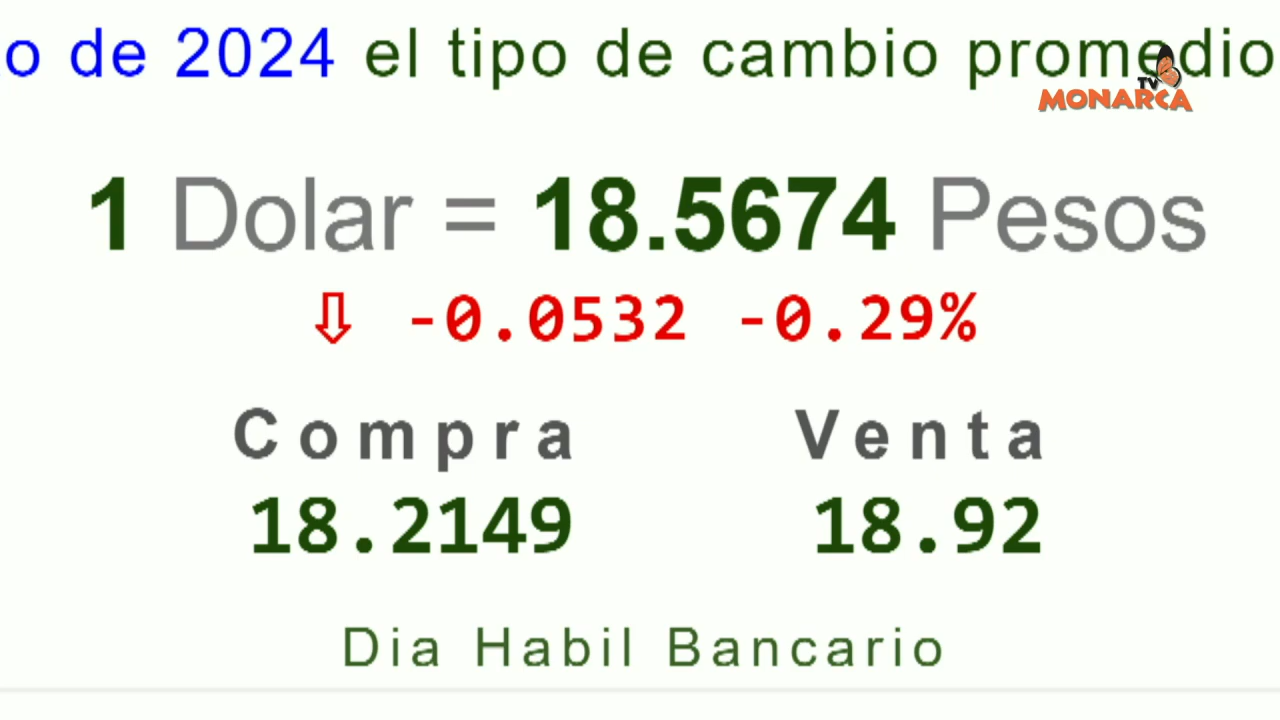 o de 2024 el tipo de cambio promedio
TV
MONARCA
1 Dolar = 18.5674 Pesos
⇩ -0.0532 -0.29%
Compra Venta
18.2149 18.92
Dia Habil Bancario